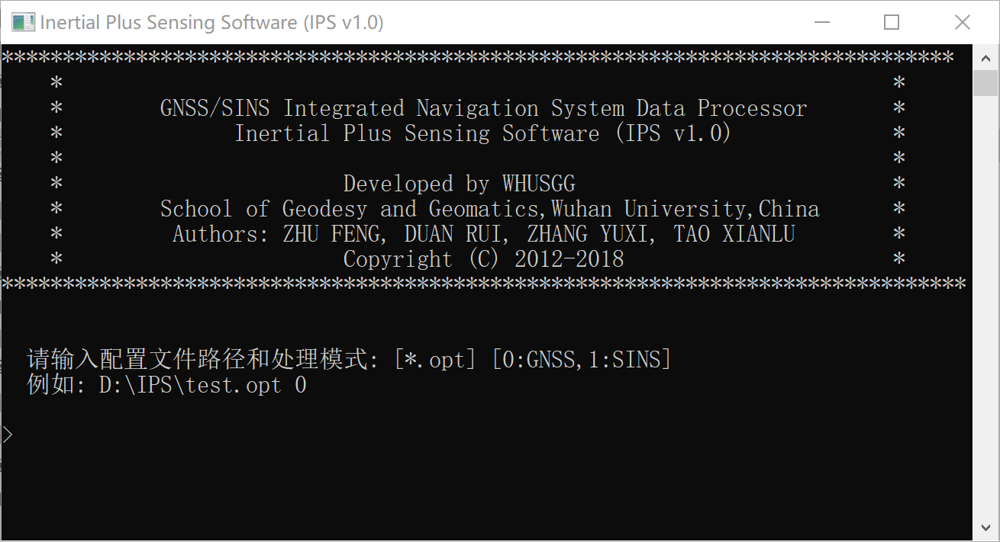 Inertial Plus Sensing Software (IPS v1.0)
******************************************************************************
* *
* GNSS/SINS Integrated Navigation System Data Processor *
* Inertial Plus Sensing Software (IPS v1.0) *
* *
* Developed by WHUSGG *
* School of Geodesy and Geomatics,Wuhan University,China *
* Authors: ZHU FENG, DUAN RUI, ZHANG YUXI, TAO XIANLU *
* Copyright (C) 2012-2018 *
*******************************************************************************
请输入配置文件路径和处理模式: [*.opt] [0:GNSS,1:SINS]
例如: D:\IPS\test.opt 0
>